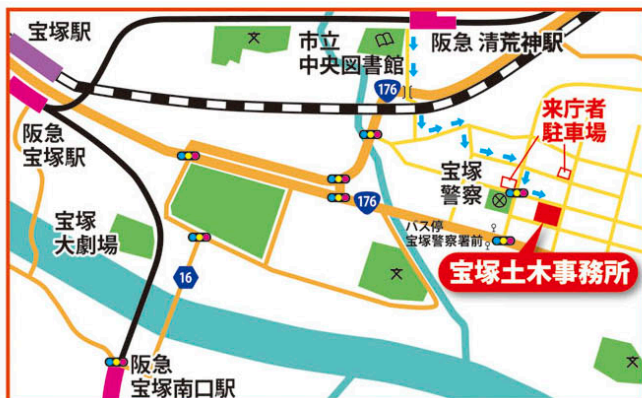 宝塚駅
阪急
宝塚駅
市立
中央図書館
阪急 清荒神駅
176
来庁者
駐車場
宝塚
警察
176
バス停
宝塚警察署前
宝塚
大劇場
16
宝塚土木事務所
阪急
宝塚南口駅